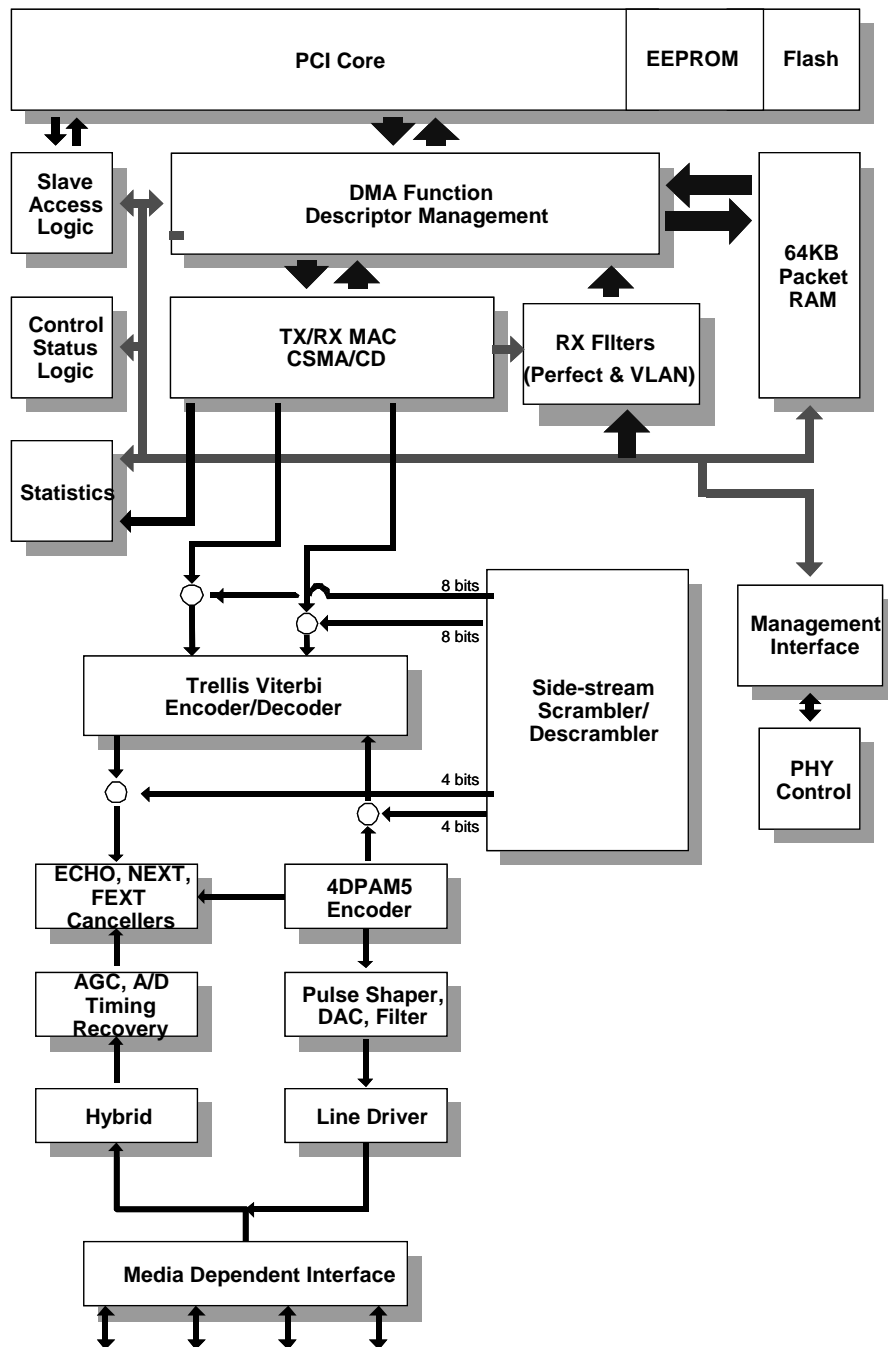 PCI Core
EEPROM
Flash
Slave
Access
Logic
DMA Function
Descriptor Management
64KB
Packet
RAM
Control
Status
Logic
TX/RX MAC
CSMA/CD
RX FIlters
(Perfect & VLAN)
Statistics
8 bits
8 bits
Management
Interface
Trellis Viterbi
Encoder/Decoder
Side-stream
Scrambler/
Descrambler
4 bits
4 bits
PHY
Control
ECHO, NEXT,
FEXT
Cancellers
4DPAM5
Encoder
AGC, A/D
Timing
Recovery
Pulse Shaper,
DAC, Filter
Hybrid
Line Driver
Media Dependent Interface